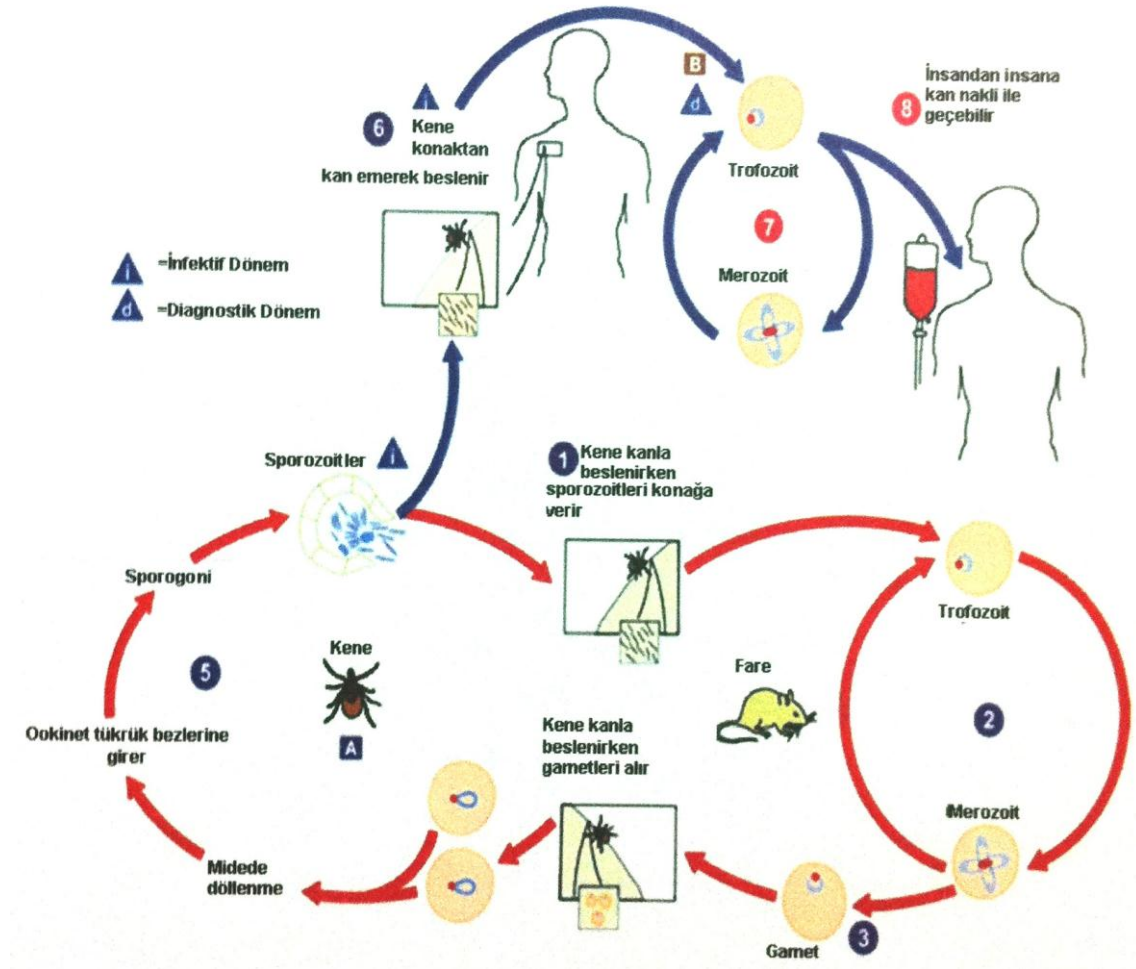 B
d
i
6 Kene
konaktan
kan emerek beslenir
8 İnsandan insana
kan nakli ile
geçebilir
Trofozoit
7
Merozoit
i =İnfektif Dönem
d =Diagnostik Dönem
Sporozoitler i
1 Kene kanla
beslenirken
sporozoitleri konağa
verir
Sporogoni
Trofozoit
Kene
A
5
Fare
2
Ookinet tükrük bezlerine
girer
Kene kanla
beslenirken
gametleri alır
Merozoit
Midede
döllenme
Gamet
3